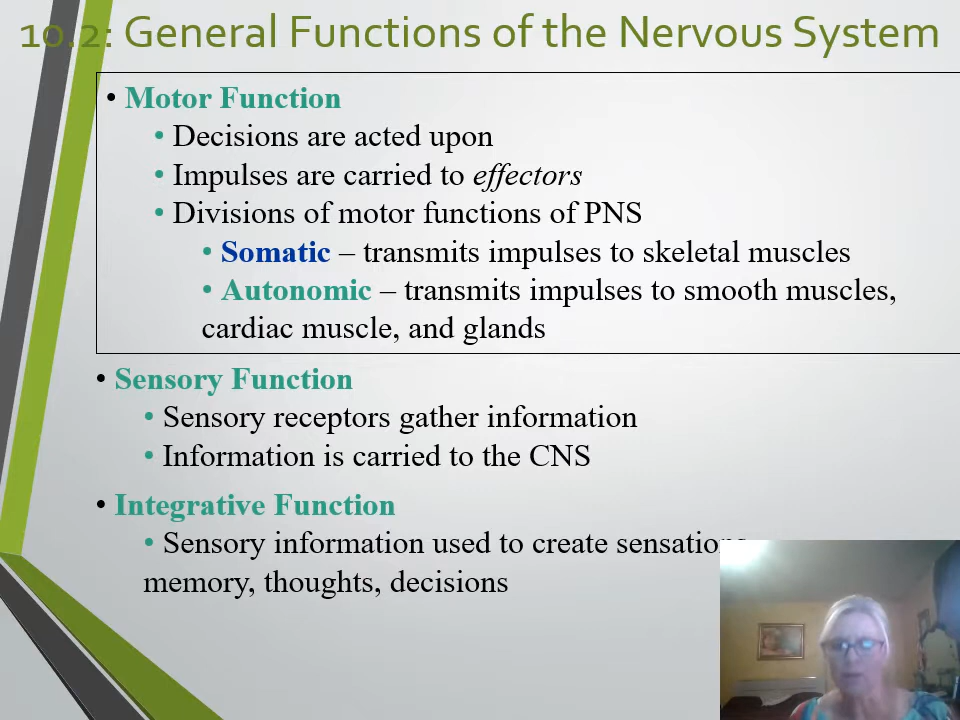 10.2: General Functions of the Nervous System
• Motor Function
• Decisions are acted upon
• Impulses are carried to effectors
• Divisions of motor functions of PNS
• Somatic – transmits impulses to skeletal muscles
• Autonomic – transmits impulses to smooth muscles,
cardiac muscle, and glands
• Sensory Function
• Sensory receptors gather information
• Information is carried to the CNS
• Integrative Function
• Sensory information used to create sensations,
memory, thoughts, decisions